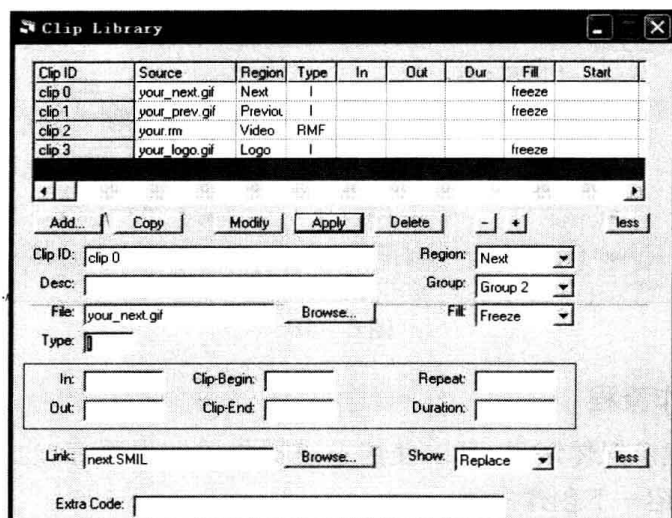 Clip Library
Clip ID Source Region Type In Out Dur Fill Start
clip 0 your_next.gif Next I freeze
clip 1 your_prev.gif Previou I freeze
clip 2 your.rm Video RMF
clip 3 your_logo.gif Logo I freeze
Add... Copy Modify Apply Delete - + less
Clip ID: clip 0 Region: Next
Desc: Group: Group 2
File: your_next.gif Browse... Fill: Freeze
Type:
In: Clip-Begin: Repeat:
Out: Clip-End: Duration:
Link: next.SMIL Browse... Show: Replace less
Extra Code: